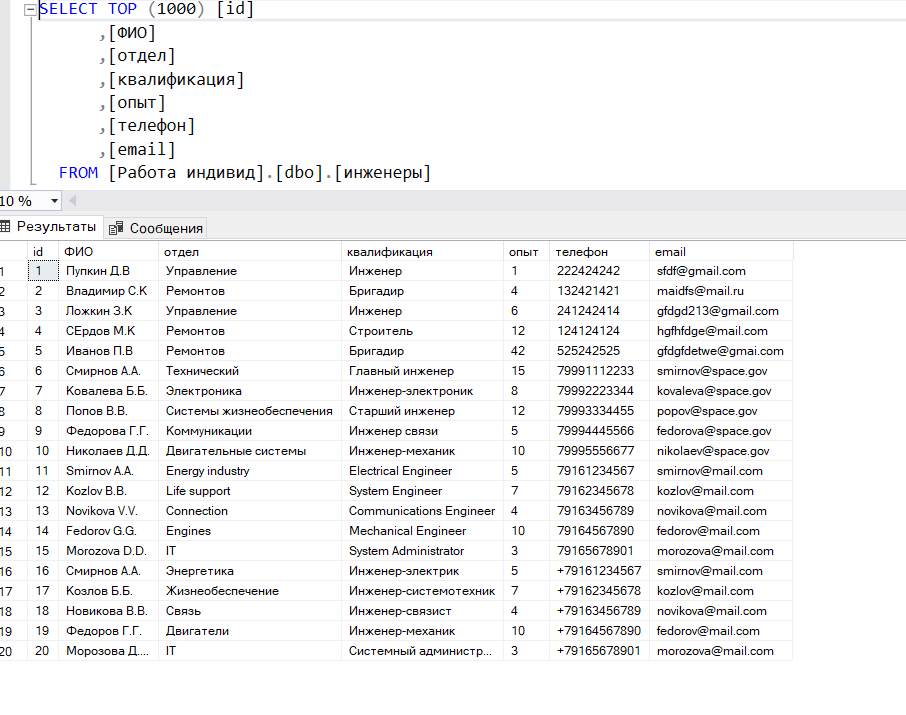 SELECT TOP (1000) [id]
,[ФИО]
,[отдел]
,[квалификация]
,[опыт]
,[телефон]
,[email]
FROM [Работа индивид].[dbo].[инженеры]
10 %
Результаты Сообщения
id ФИО отдел квалификация опыт телефон email
1 1 Пупкин Д.В Управление Инженер 1 222424242 sfdf@gmail.com
2 2 Владимир С.К Ремонтов Бригадир 4 132421421 maidfs@mail.ru
3 3 Ложкин З.К Управление Инженер 6 241242414 gfdgd213@gmail.com
4 4 СЕрдов М.К Ремонтов Строитель 12 124124124 hgfhfdge@mail.com
5 5 Иванов П.В Ремонтов Бригадир 42 525242525 gfdgfdetwe@gmai.com
6 6 Смирнов А.А. Технический Главный инженер 15 79991112233 smirnov@space.gov
7 7 Ковалева Б.Б. Электроника Инженер-электроник 8 79992223344 kovaleva@space.gov
8 8 Попов В.В. Системы жизнеобеспечения Старший инженер 12 79993334455 popov@space.gov
9 9 Федорова Г.Г. Коммуникации Инженер связи 5 79994445566 fedorova@space.gov
10 10 Николаев Д.Д. Двигательные системы Инженер-механик 10 79995556677 nikolaev@space.gov
11 11 Smirnov A.A. Energy industry Electrical Engineer 5 79161234567 smirnov@mail.com
12 12 Kozlov B.B. Life support System Engineer 7 79162345678 kozlov@mail.com
13 13 Novikova V.V. Connection Communications Engineer 4 79163456789 novikova@mail.com
14 14 Fedorov G.G. Engines Mechanical Engineer 10 79164567890 fedorov@mail.com
15 15 Morozova D.D. IT System Administrator 3 79165678901 morozova@mail.com
16 16 Смирнов А.А. Энергетика Инженер-электрик 5 +79161234567 smirnov@mail.com
17 17 Козлов Б.Б. Жизнеобеспечение Инженер-системотехник 7 +79162345678 kozlov@mail.com
18 18 Новикова В.В. Связь Инженер-связист 4 +79163456789 novikova@mail.com
19 19 Федоров Г.Г. Двигатели Инженер-механик 10 +79164567890 fedorov@mail.com
20 20 Морозова Д.... IT Системный администр... 3 +79165678901 morozova@mail.com